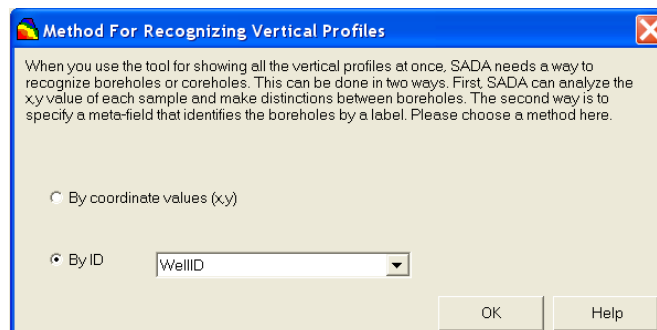 Method For Recognizing Vertical Profiles
When you use the tool for showing all the vertical profiles at once, SADA needs a way to
recognize boreholes or coreholes. This can be done in two ways. First, SADA can analyze the
x,y value of each sample and make distinctions between boreholes. The second way is to
specify a meta-field that identifies the boreholes by a label. Please choose a method here.
By coordinate values (x,y)
By ID WellID
OK Help